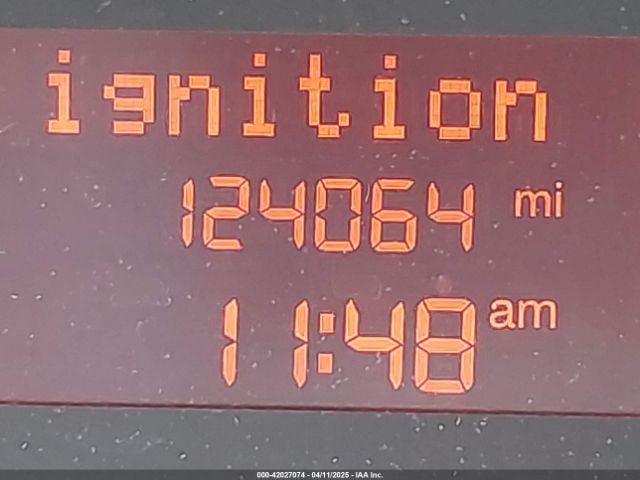 ignition
124064 mi
11:48 am
000-42027074 - 04/11/2025 - IAA Inc.